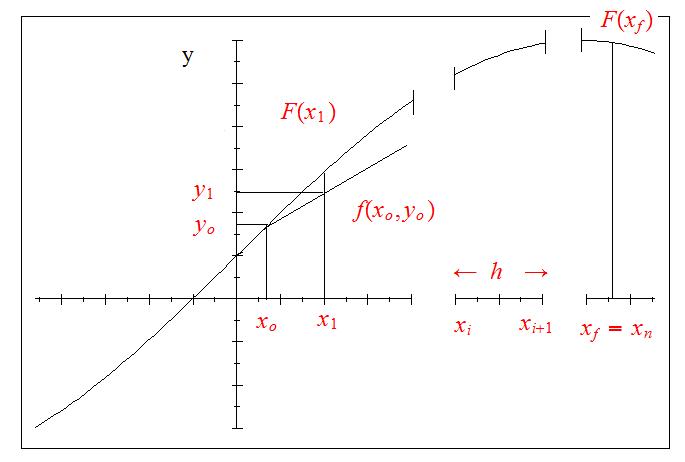 F(x_f)
y
F(x_1)
y_1
f(x_o, y_o)
y_o
← h →
x_o
x_1
x_i
x_{i+1}
x_f = x_n